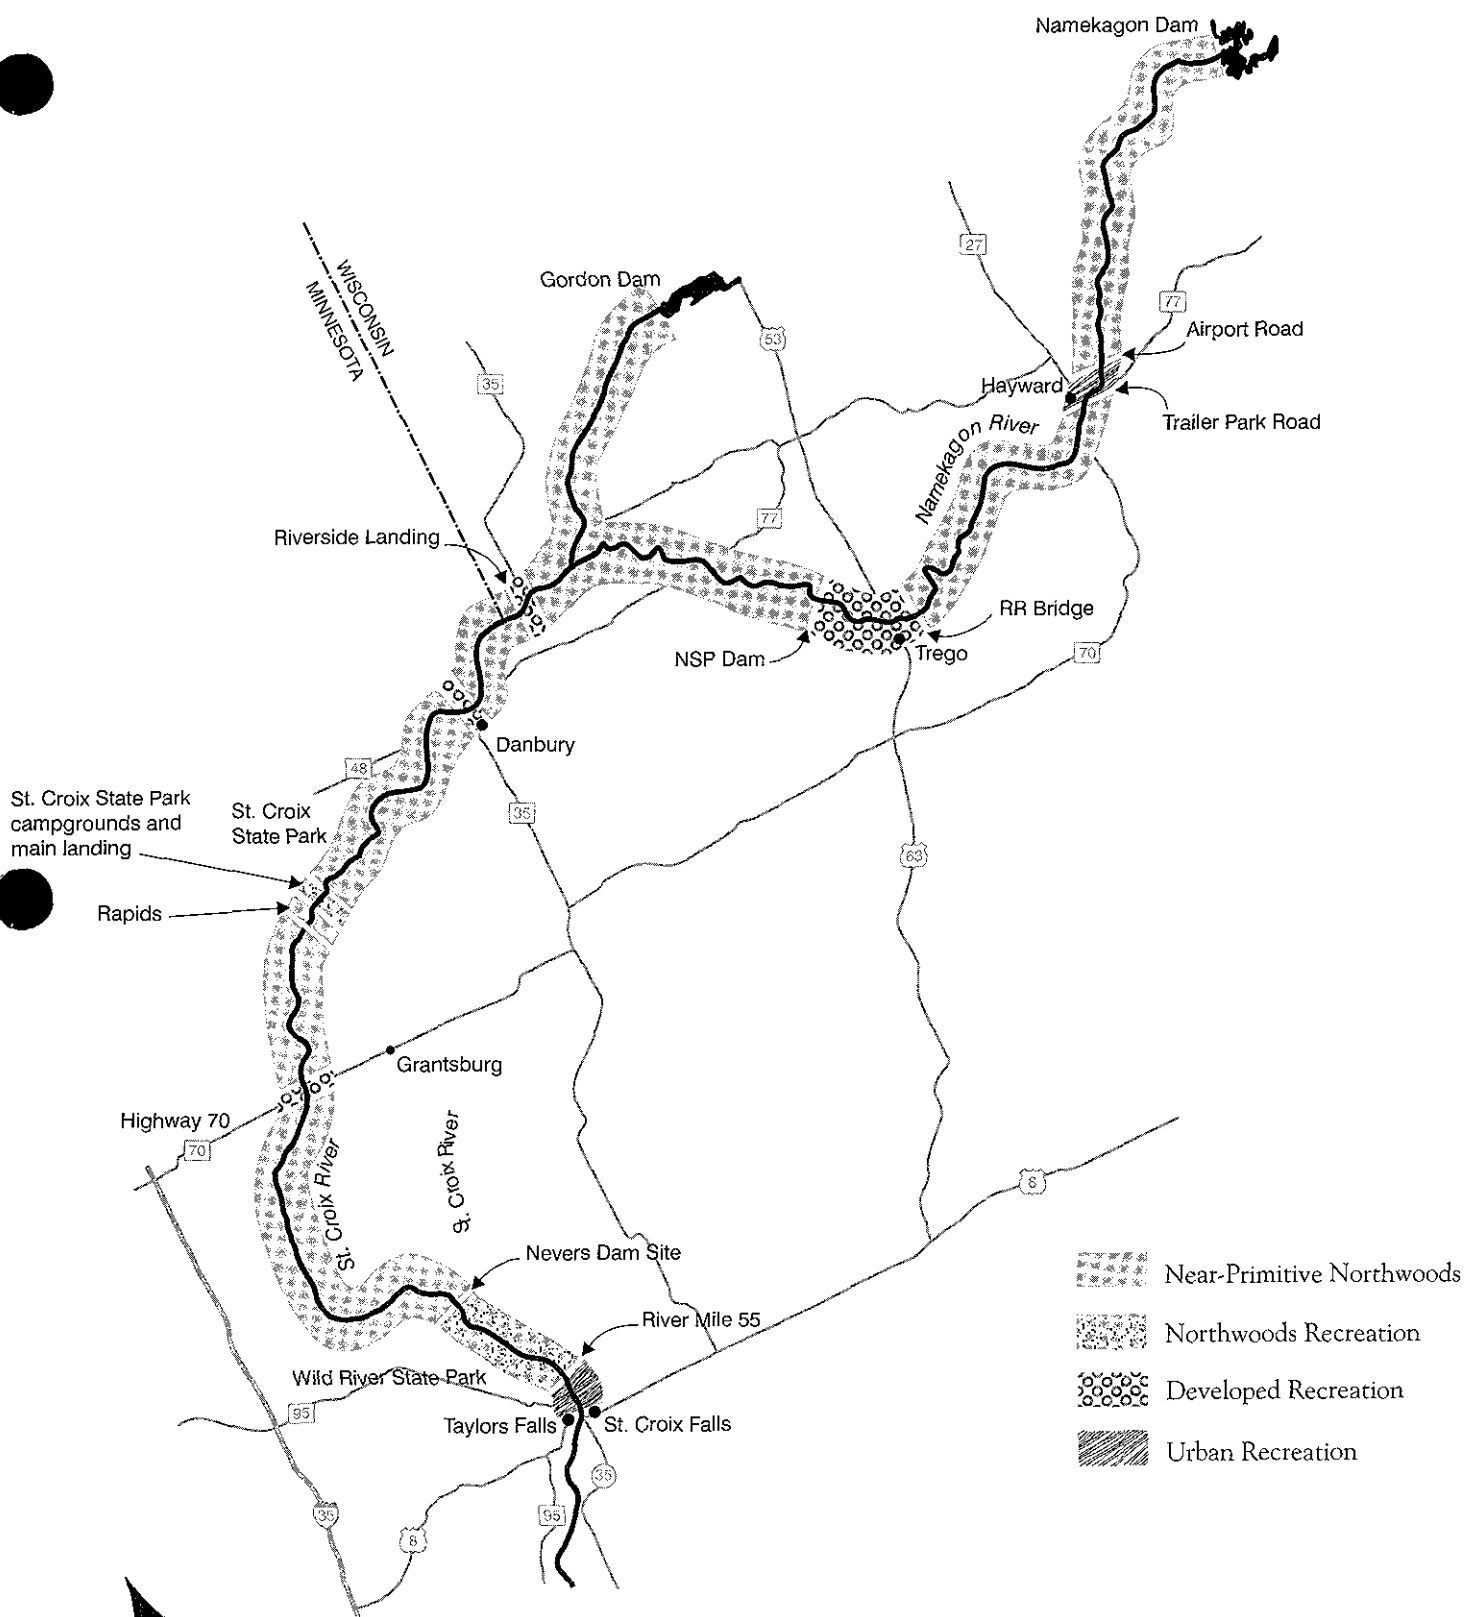 Namekagon Dam
27
WISCONSIN
MINNESOTA
Gordon Dam
53
77
Airport Road
35
Hayward
Trailer Park Road
Namekagon River
Riverside Landing
77
RR Bridge
NSP Dam
Trego
70
Danbury
48
St. Croix State Park
campgrounds and
main landing
St. Croix
State Park
35
63
Rapids
Grantsburg
Highway 70
70
St. Croix River
St. Croix River
8
Nevers Dam Site
River Mile 55
Wild River State Park
95
Taylors Falls
St. Croix Falls
35
35
95
8
Near-Primitive Northwoods
Northwoods Recreation
Developed Recreation
Urban Recreation